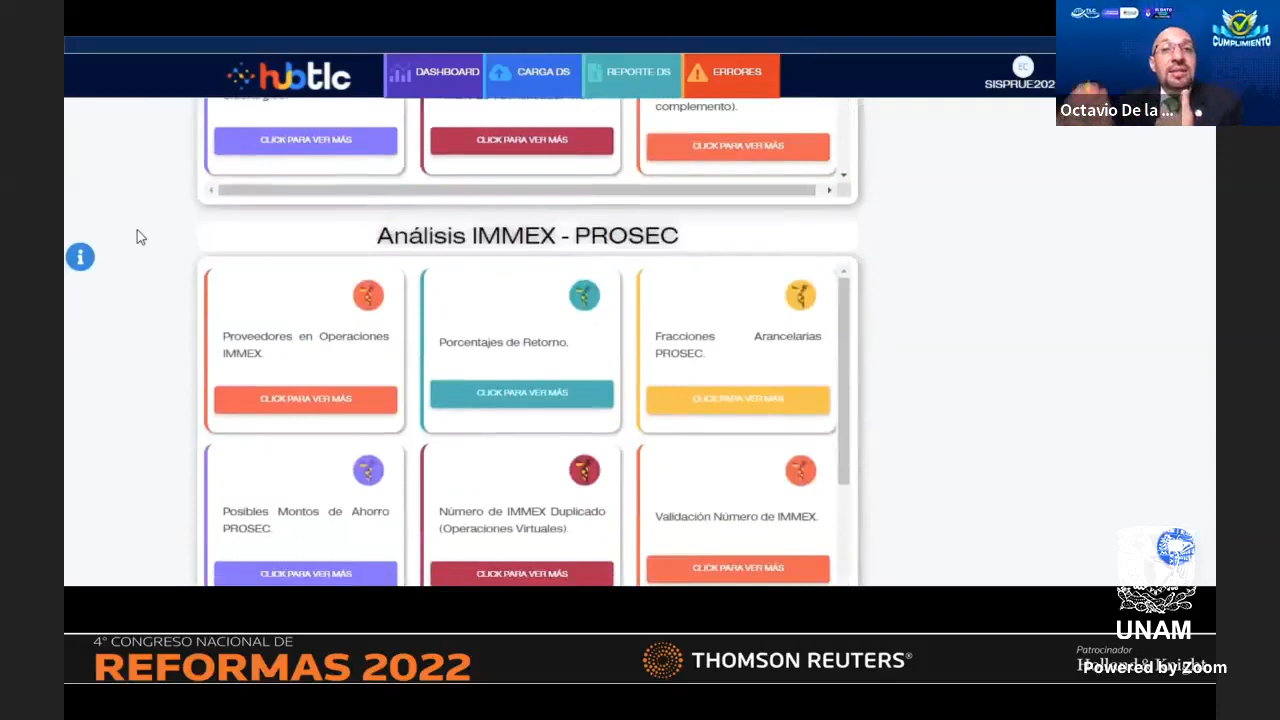 hubtlc
DASHBOARD
CARGA DS
REPORTE DS
ERRORES
EC
SISPRUE202
TLC
CUMPLIMIENTO
Octavio De la ...
complemento).
CLICK PARA VER MÁS
CLICK PARA VER MÁS
CLICK PARA VER MÁS
Análisis IMMEX - PROSEC
Proveedores en Operaciones
IMMEX.
CLICK PARA VER MÁS
Porcentajes de Retorno.
CLICK PARA VER MÁS
Fracciones Arancelarias
PROSEC.
CLICK PARA VER MÁS
Posibles Montos de Ahorro
PROSEC.
CLICK PARA VER MÁS
Número de IMMEX Duplicado
(Operaciones Virtuales).
CLICK PARA VER MÁS
Validación Número de IMMEX.
CLICK PARA VER MÁS
UNAM
4° CONGRESO NACIONAL DE
REFORMAS 2022
THOMSON REUTERS®
Patrocinador
Holland & Knight
Powered by Zoom